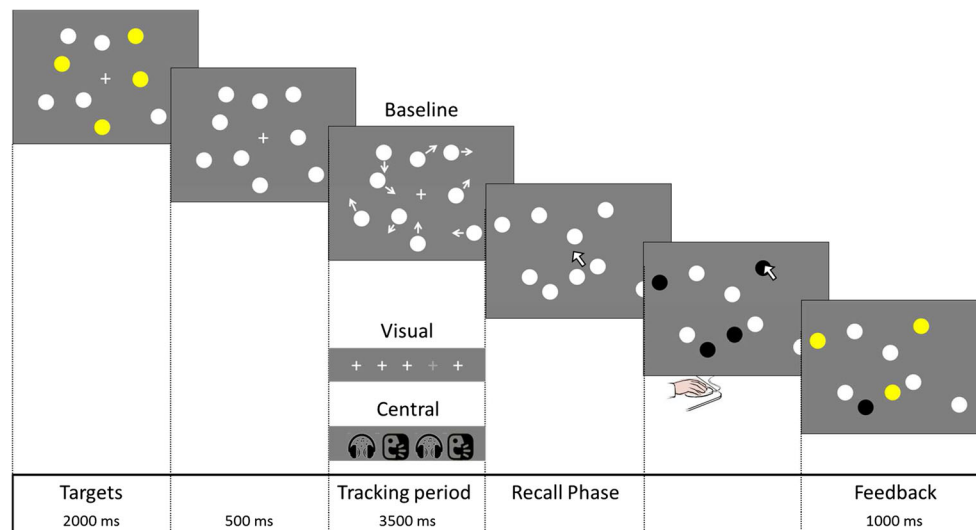 Baseline
Visual
Central
Targets
Tracking period
Recall Phase
Feedback
2000 ms
500 ms
3500 ms
1000 ms